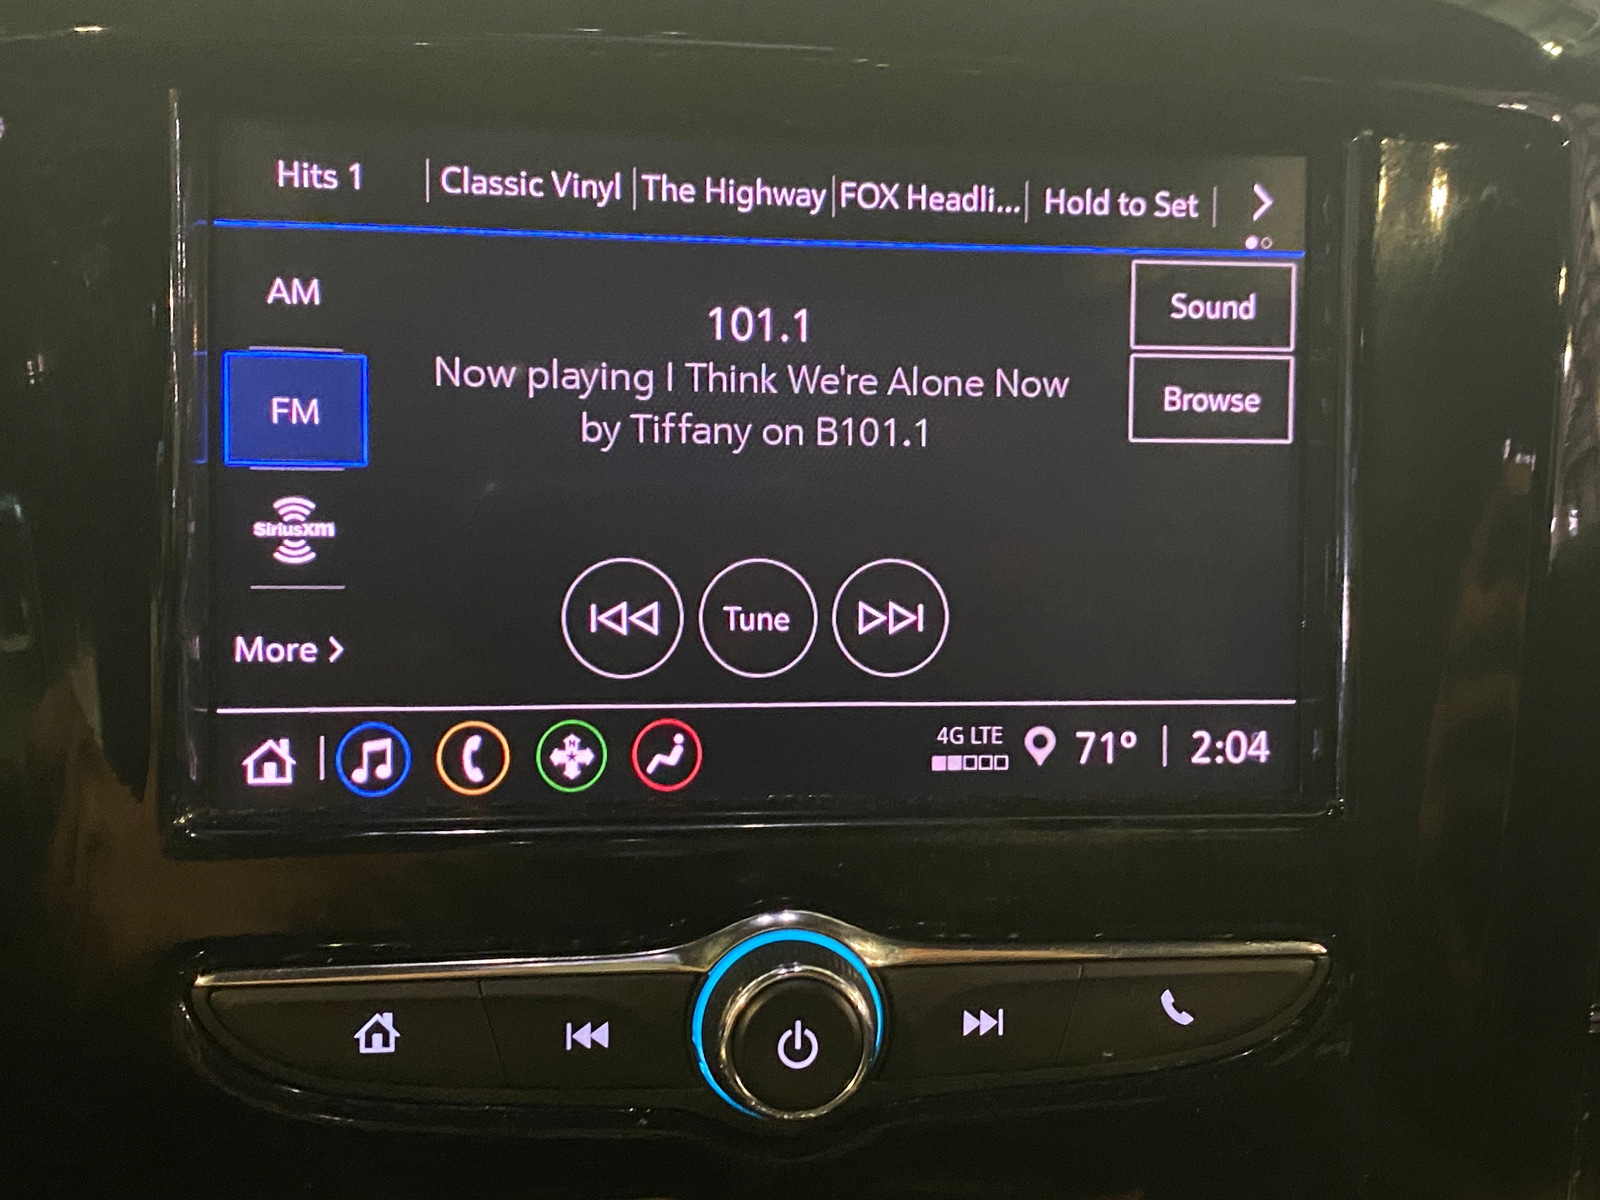 Hits 1 | Classic Vinyl | The Highway | FOX Headli... | Hold to Set |
AM
Sound
101.1
Now playing I Think We're Alone Now
by Tiffany on B101.1
Browse
FM
SiriusXM
Tune
More >
4G LTE
71° | 2:04